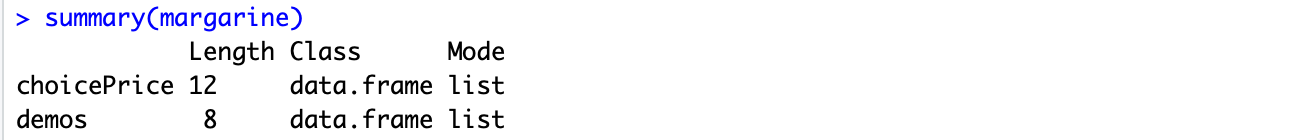 > summary(margarine)
            Length Class      Mode
choicePrice 12     data.frame list
demos        8     data.frame list